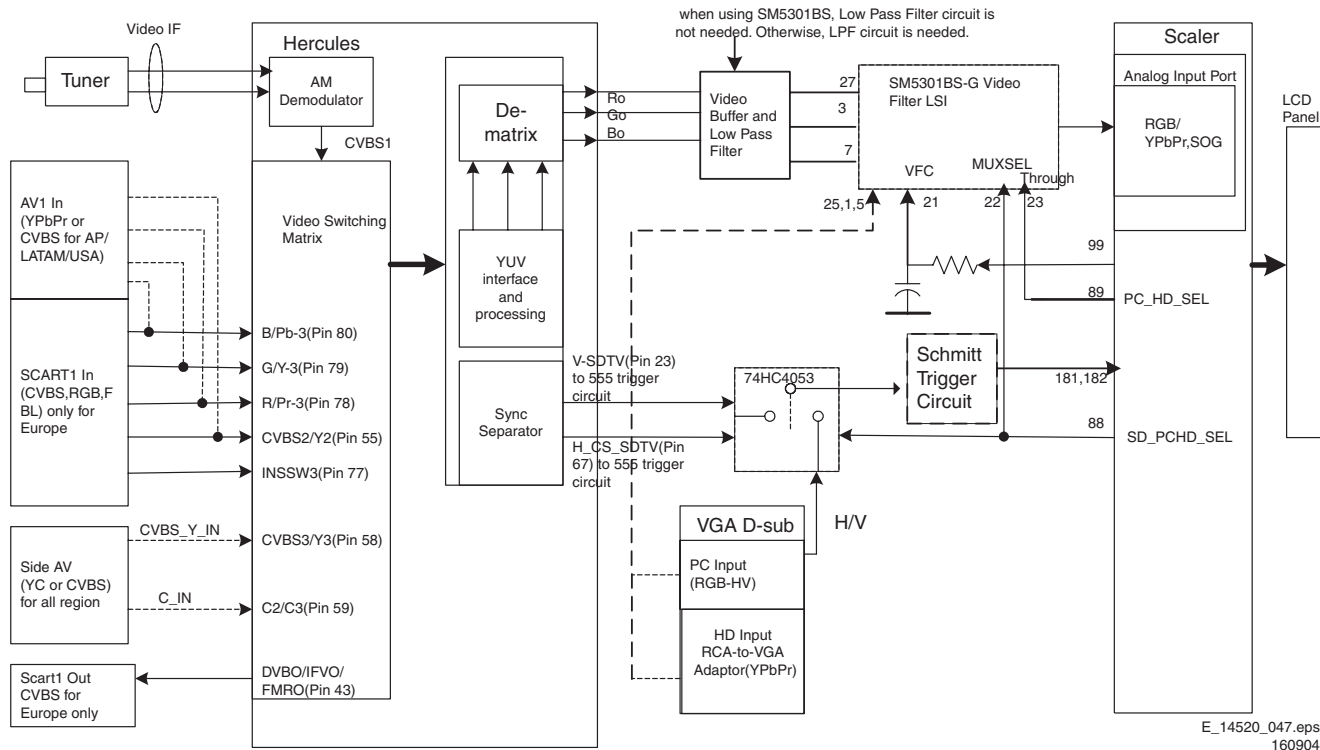 when using SM5301BS, Low Pass Filter circuit is
not needed. Otherwise, LPF circuit is needed.
Video IF
Tuner
Hercules
AM
Demodulator
CVBS1
De-
matrix
Ro
Go
Bo
Video
Buffer and
Low Pass
Filter
27
3
7
SM5301BS-G Video
Filter LSI
VFC
MUXSEL
Through
25,1,5
21
22
23
Scaler
Analog Input Port
RGB/
YPbPr,SOG
LCD
Panel
AV1 In
(YPbPr or
CVBS for AP/
LATAM/USA)
Video Switching
Matrix
YUV
interface
and
processing
99
89
PC_HD_SEL
SCART1 In
(CVBS,RGB,F
BL) only for
Europe
B/Pb-3(Pin 80)
G/Y-3(Pin 79)
R/Pr-3(Pin 78)
CVBS2/Y2(Pin 55)
INSSW3(Pin 77)
Sync
Separator
V-SDTV(Pin 23)
to 555 trigger
circuit
H_CS_SDTV(Pin
67) to 555 trigger
circuit
74HC4053
Schmitt
Trigger
Circuit
181,182
88
SD_PCHD_SEL
Side AV
(YC or CVBS)
for all region
CVBS_Y_IN
C_IN
CVBS3/Y3(Pin 58)
C2/C3(Pin 59)
VGA D-sub
H/V
PC Input
(RGB-HV)
HD Input
RCA-to-VGA
Adaptor(YPbPr)
Scart1 Out
CVBS for
Europe only
DVBO/IFVO/
FMRO(Pin 43)
E_14520_047.eps
160904